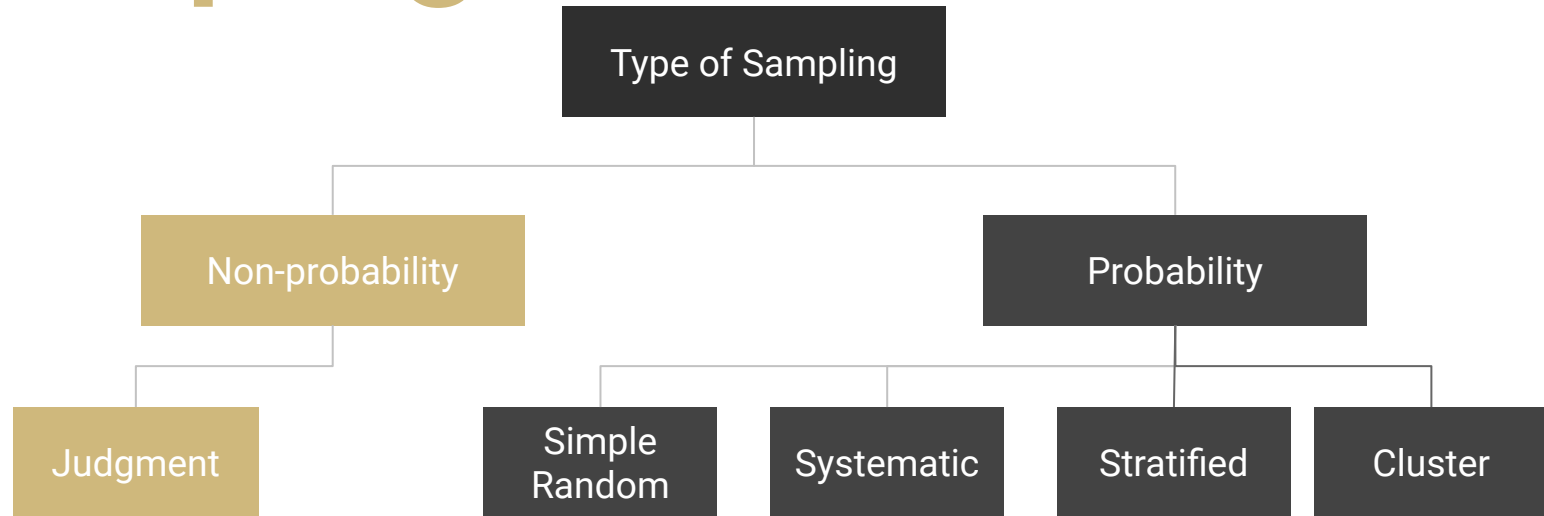 Type of Sampling
Non-probability
Probability
Judgment
Simple
Random
Systematic
Stratified
Cluster